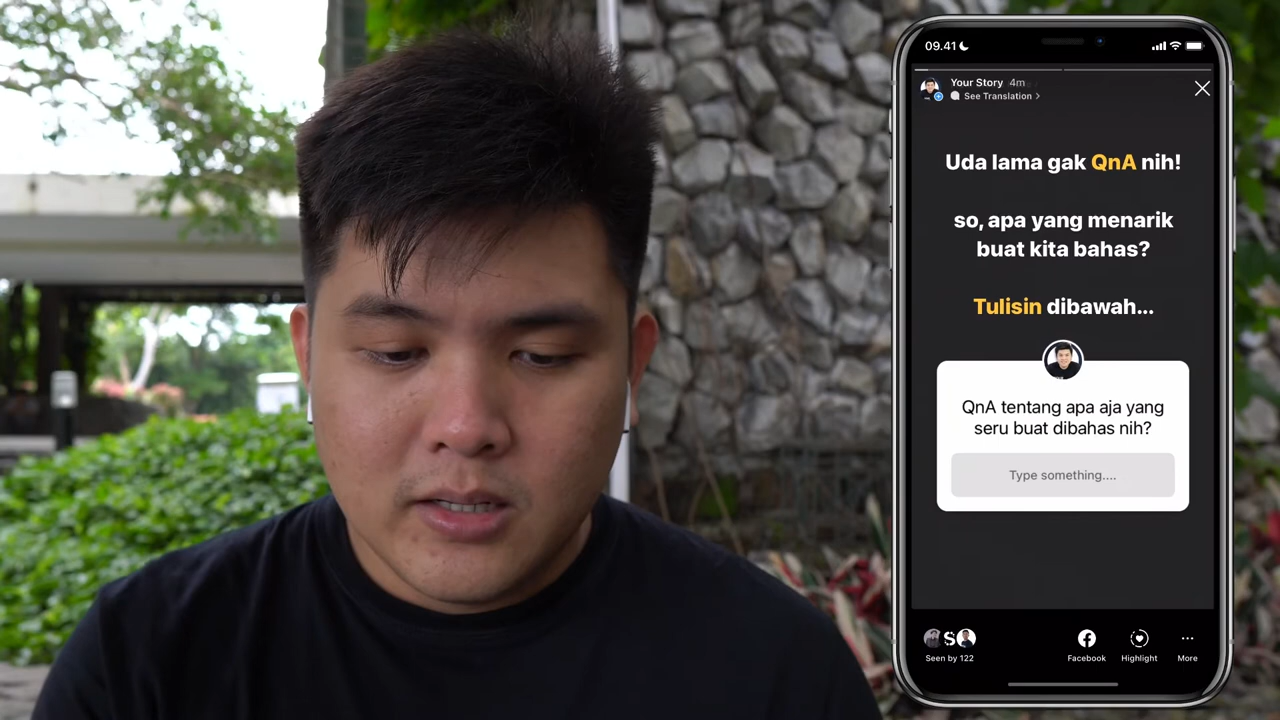 09.41
Your Story 4m
See Translation >
Uda lama gak QnA nih!
so, apa yang menarik
buat kita bahas?
Tulisin dibawah...
QnA tentang apa aja yang
seru buat dibahas nih?
Type something....
Seen by 122
Facebook
Highlight
More